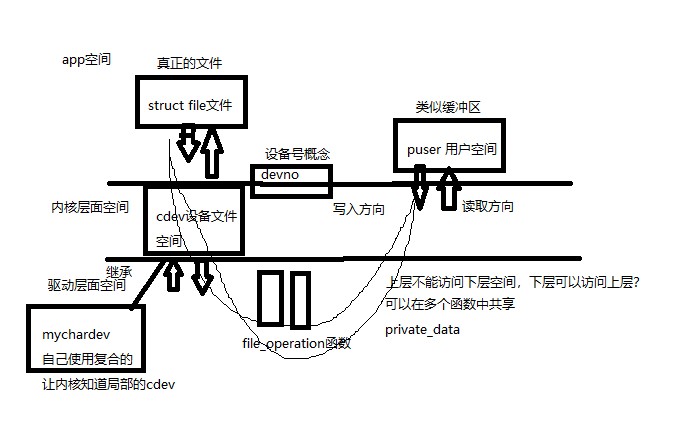 app空间
真正的文件
struct file文件
类似缓冲区
puser 用户空间
设备号概念
devno
内核层面空间
cdev设备文件
空间
写入方向
读取方向
继承
驱动层面空间
mychardev
自己使用复合的
让内核知道局部的cdev
file_operation函数
上层不能访问下层空间，下层可以访问上层?
可以在多个函数中共享
private_data